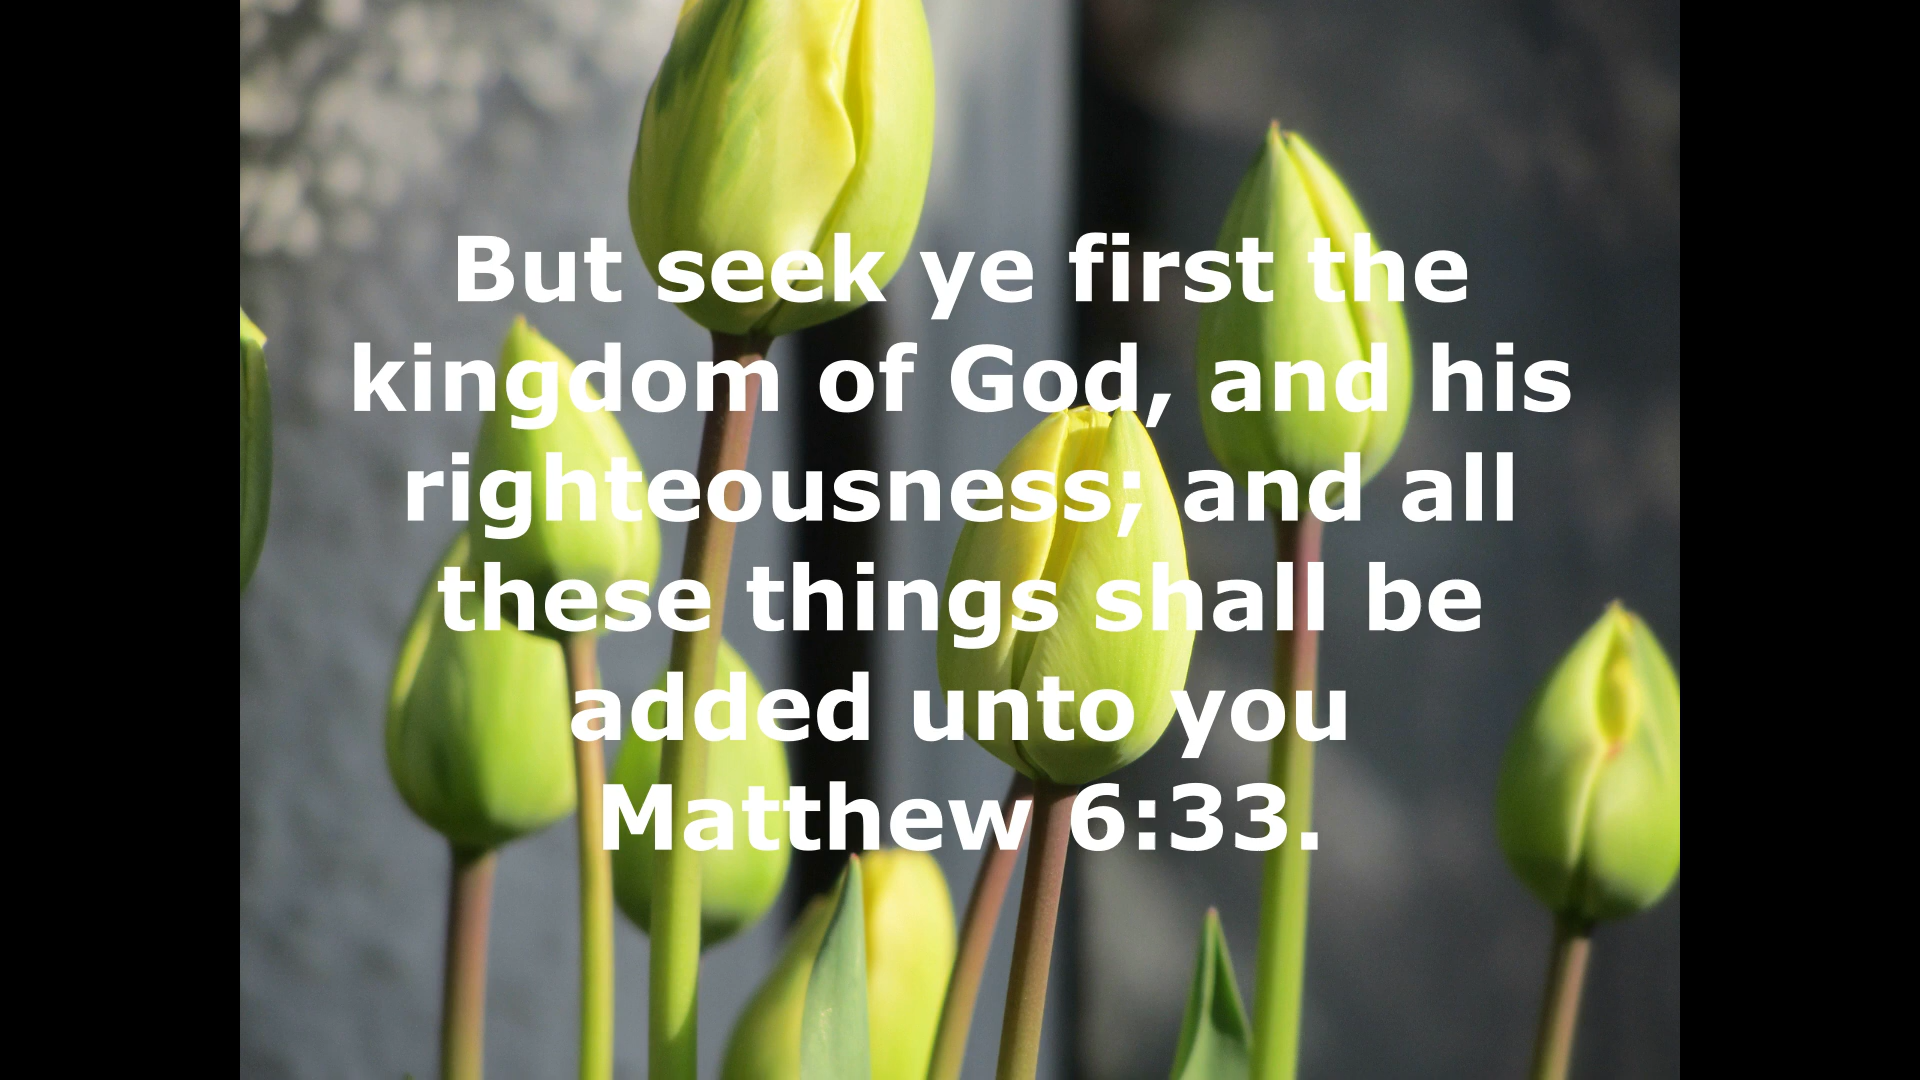 But seek ye first the
kingdom of God, and his
righteousness; and all
these things shall be
added unto you
Matthew 6:33.